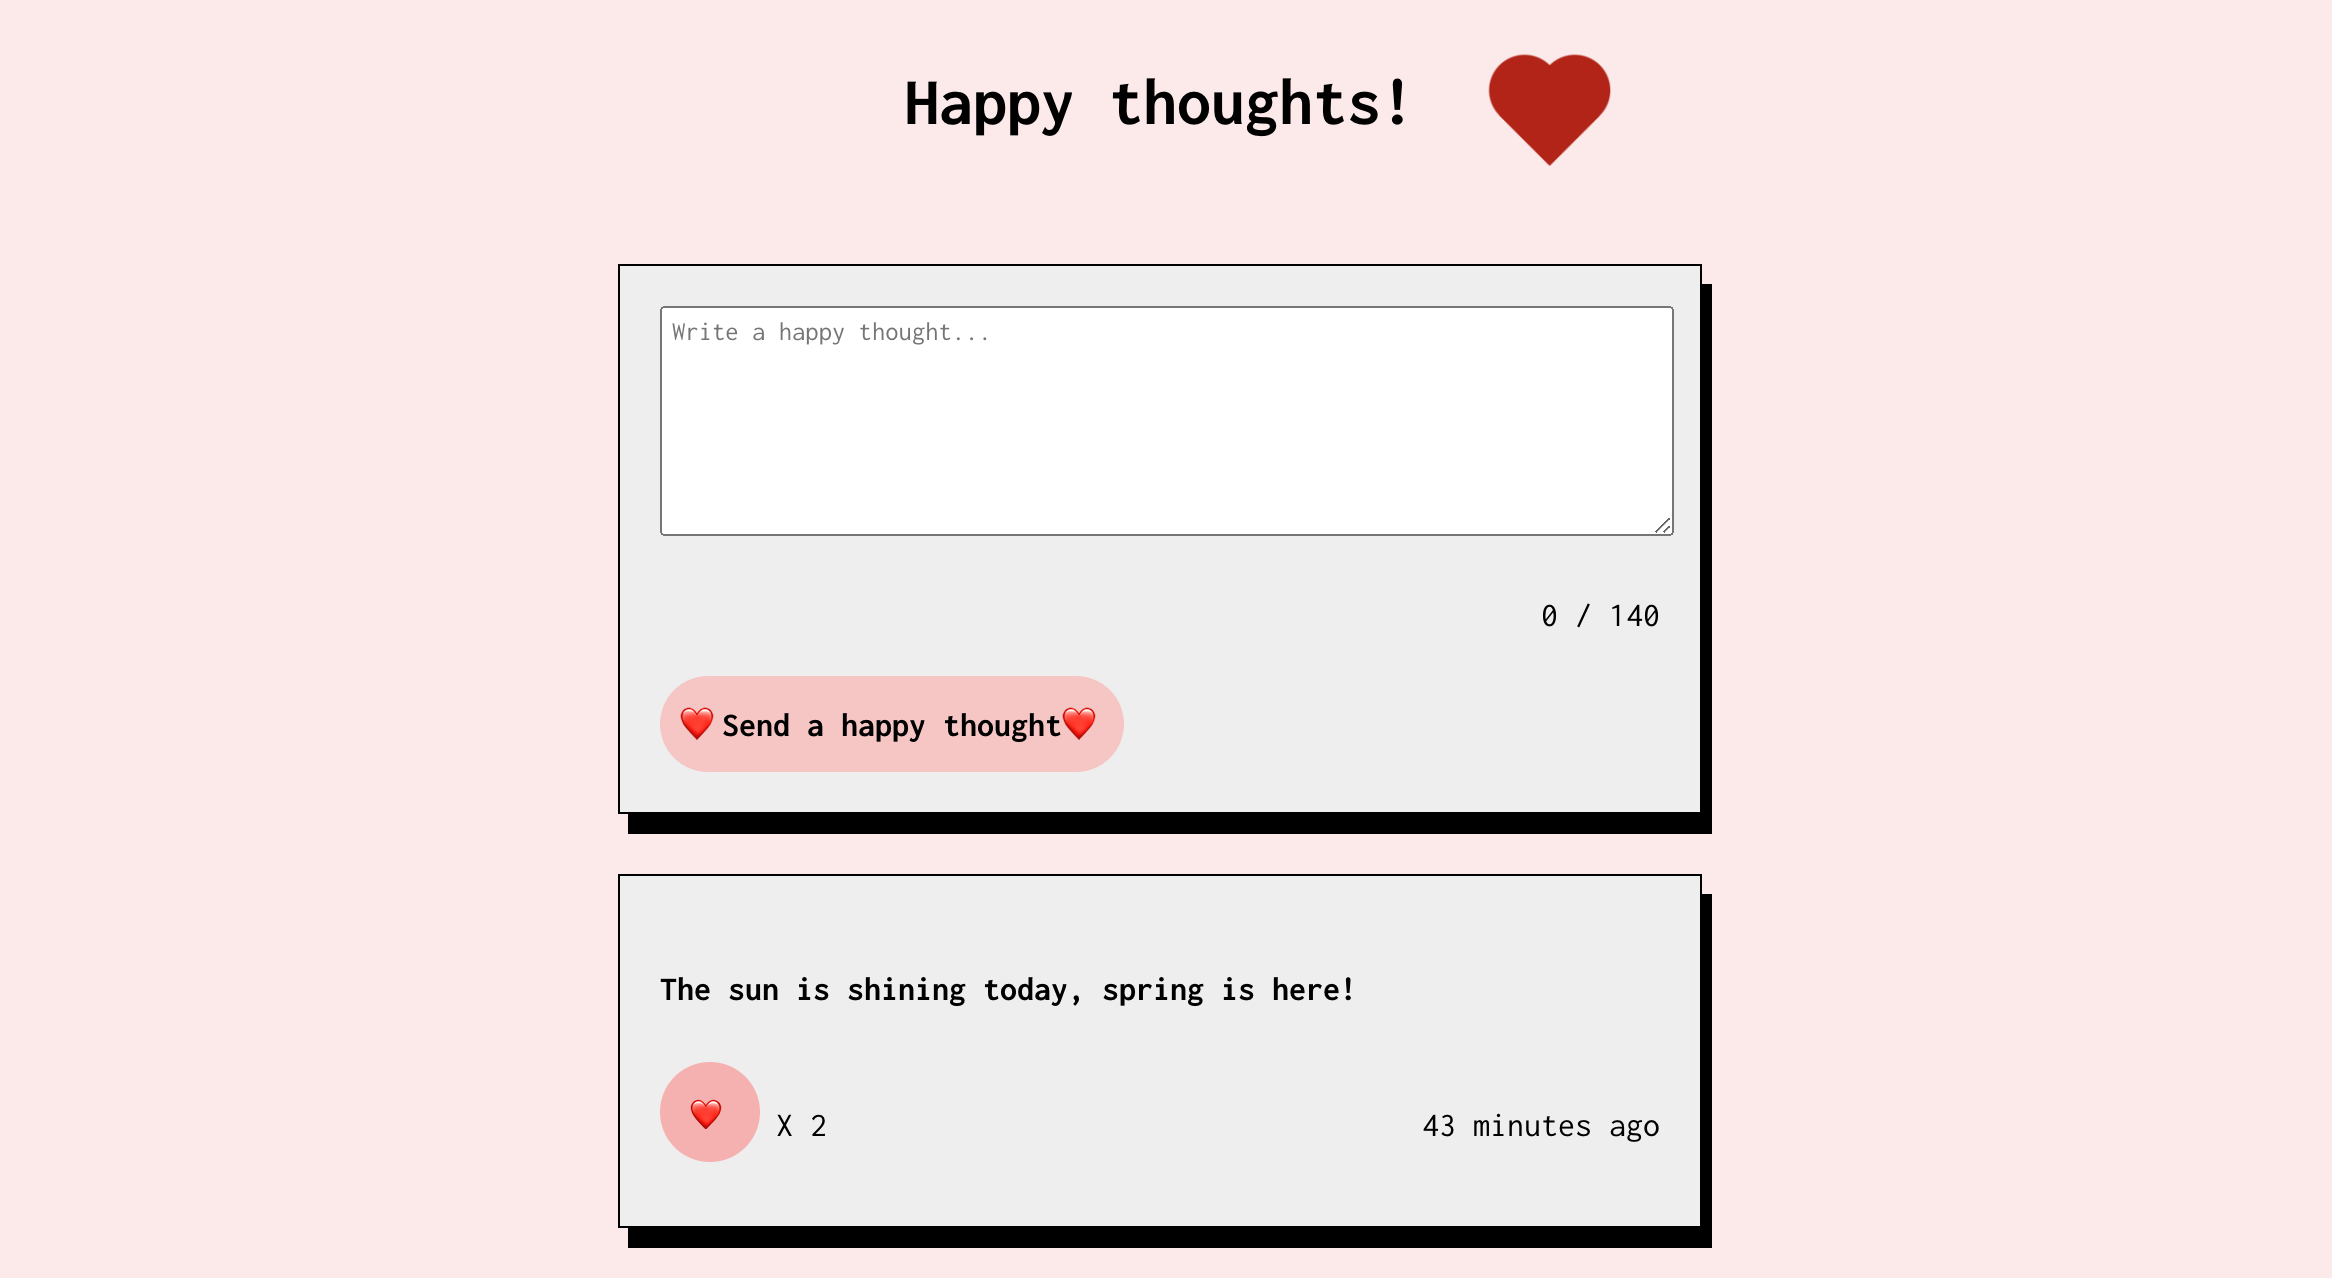 Happy thoughts!
Write a happy thought...
0 / 140
❤️ Send a happy thought❤️
The sun is shining today, spring is here!
❤️ X 2
43 minutes ago